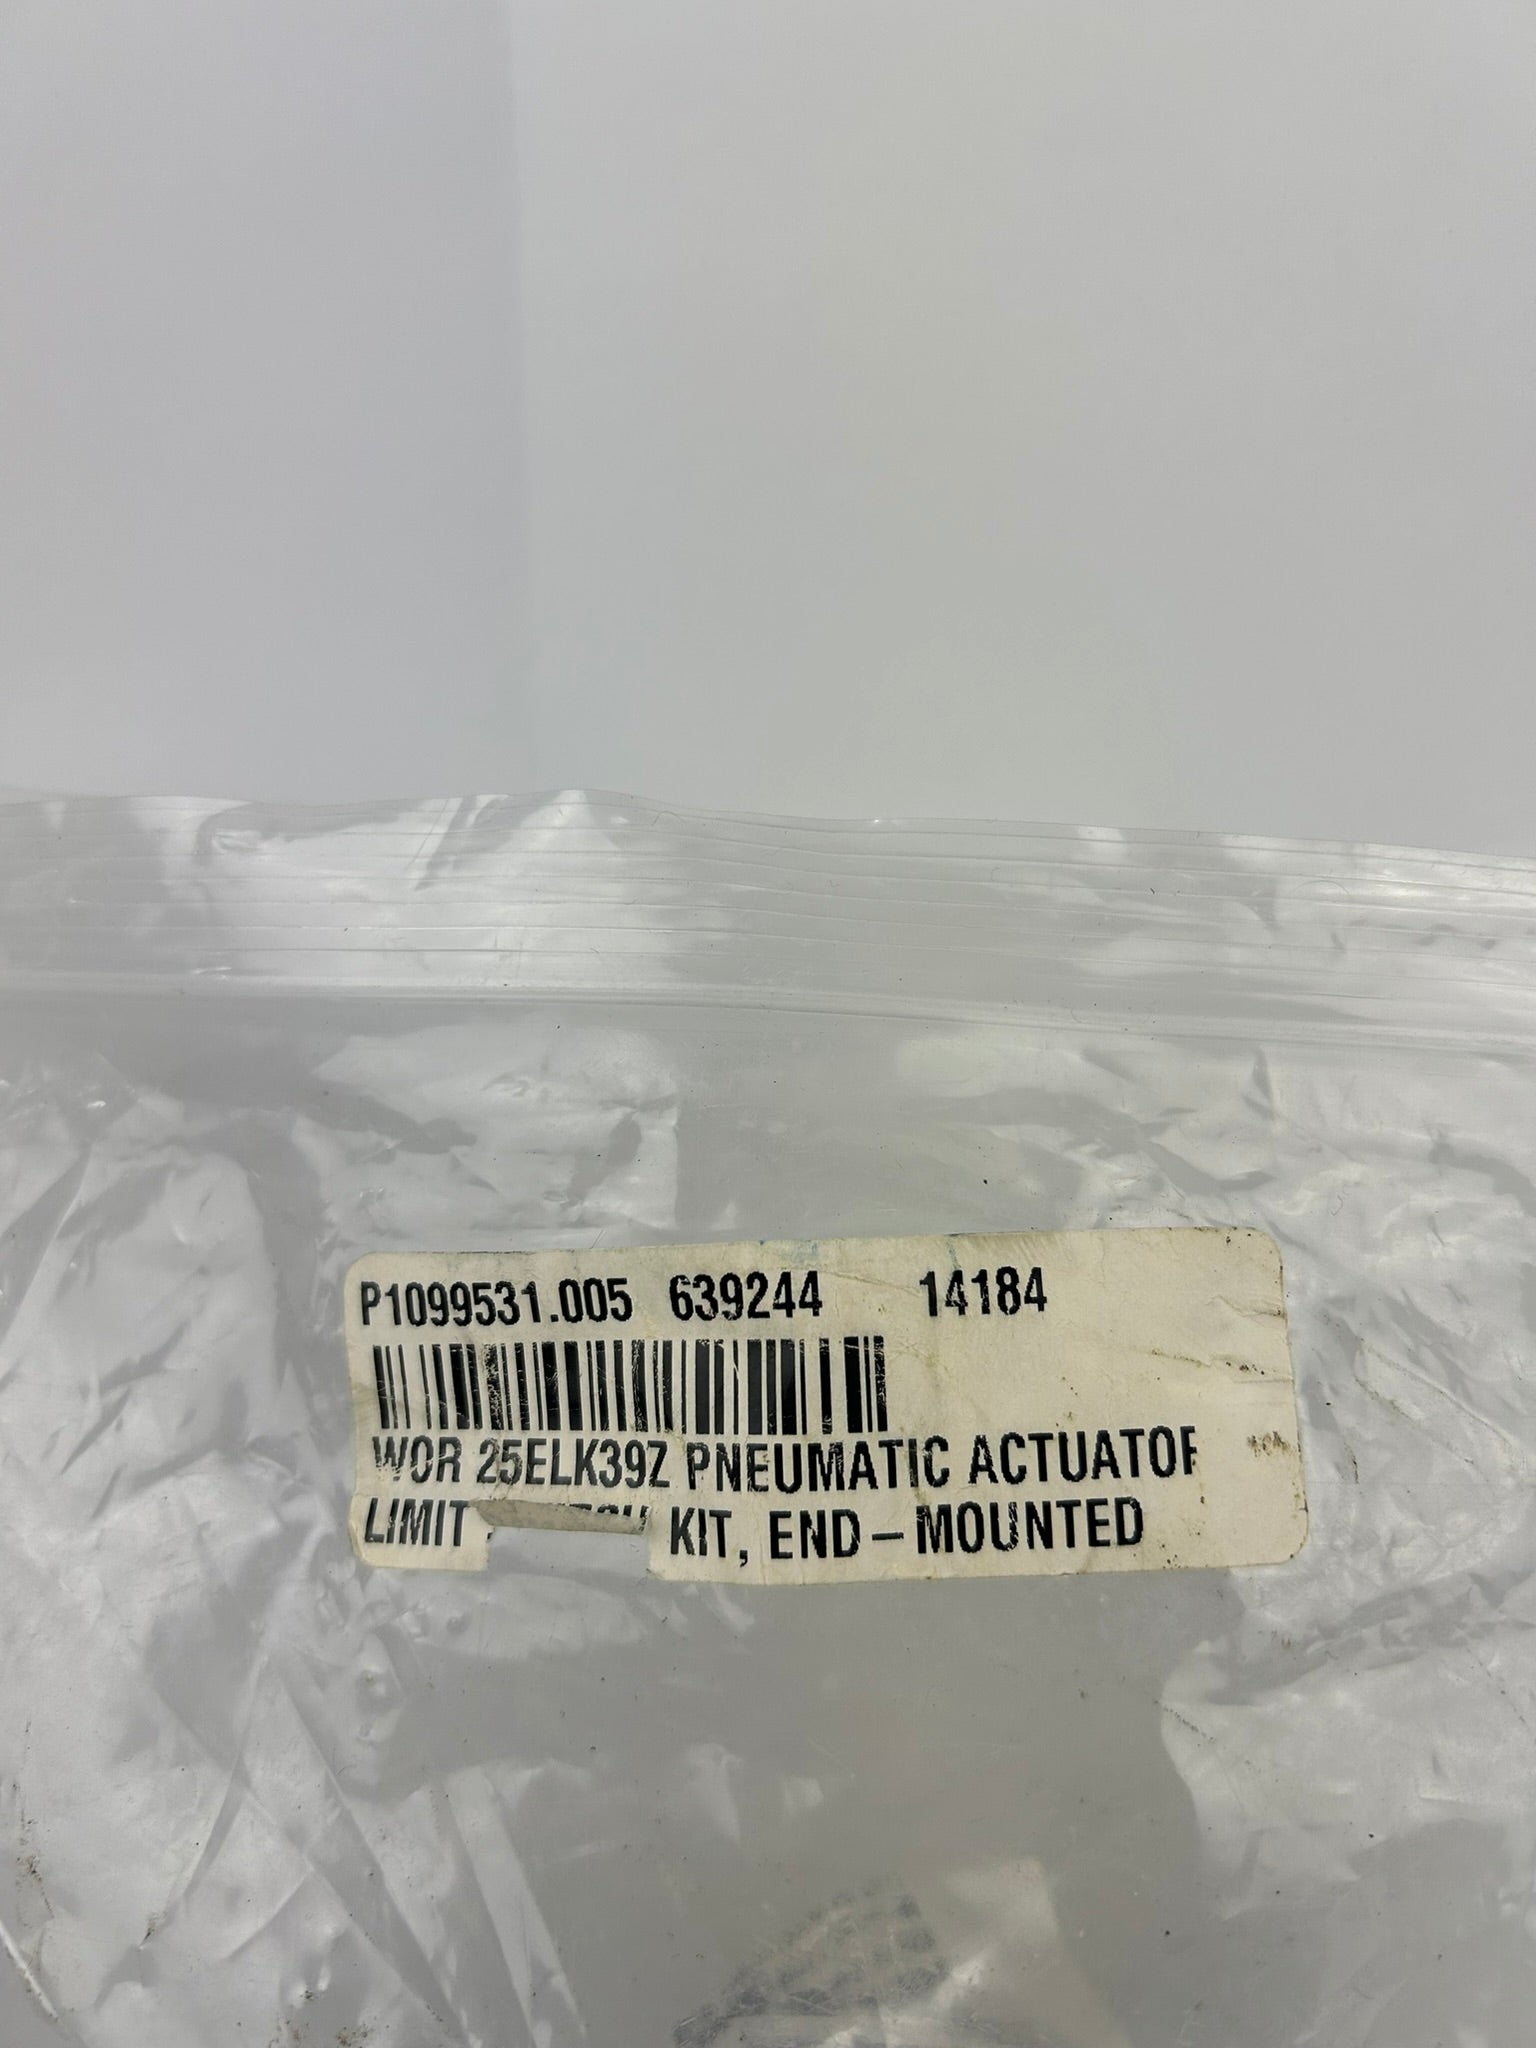 P1099531.005 639244 14184
WOR 25ELK39Z PNEUMATIC ACTUATOR
LIMIT KIT, END-MOUNTED